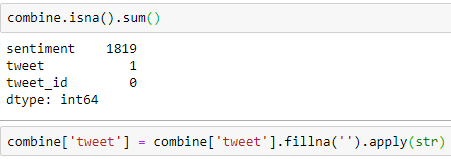 combine.isna().sum()
sentiment    1819
tweet           1
tweet_id        0
dtype: int64
combine['tweet'] = combine['tweet'].fillna('').apply(str)